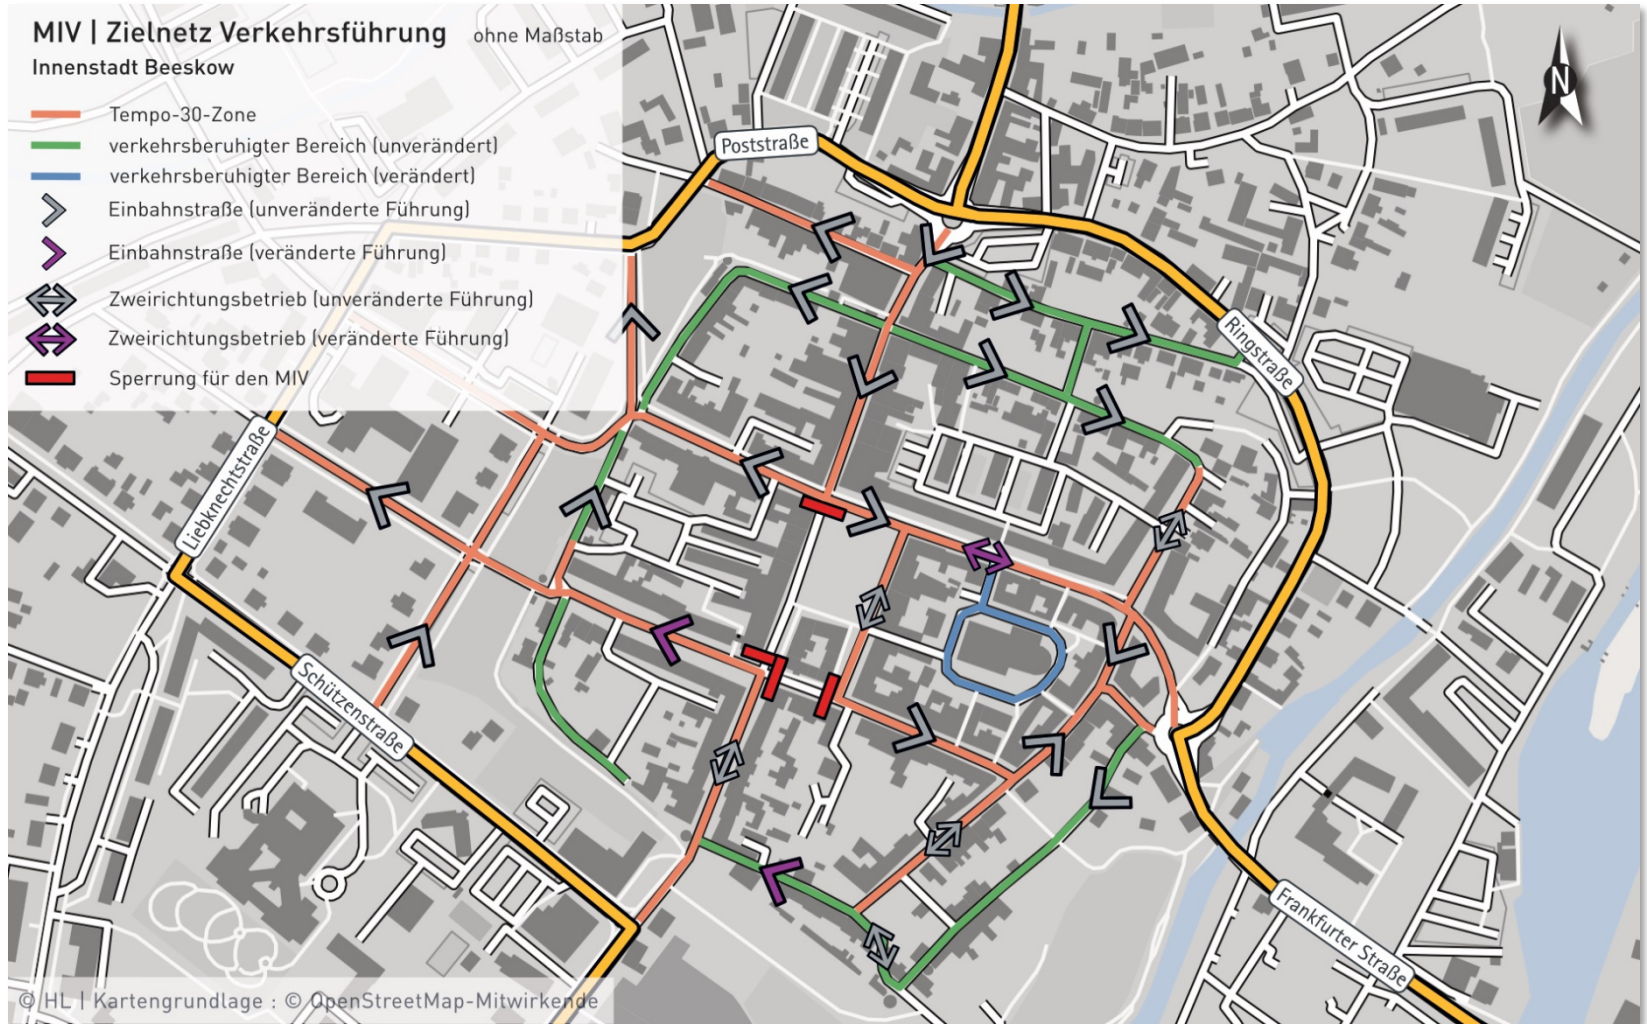 MIV | Zielnetz Verkehrsführung ohne Maßstab
Innenstadt Beeskow
Tempo-30-Zone
verkehrsberuhigter Bereich (unverändert)
verkehrsberuhigter Bereich (verändert)
Einbahnstraße (unveränderte Führung)
Einbahnstraße (veränderte Führung)
Zweirichtungsbetrieb (unveränderte Führung)
Zweirichtungsbetrieb (veränderte Führung)
Sperrung für den MIV
N
Poststraße
Ringstraße
Liebknechtstraße
Schützenstraße
Frankfurter Straße
© HL | Kartengrundlage : © OpenStreetMap-Mitwirkende